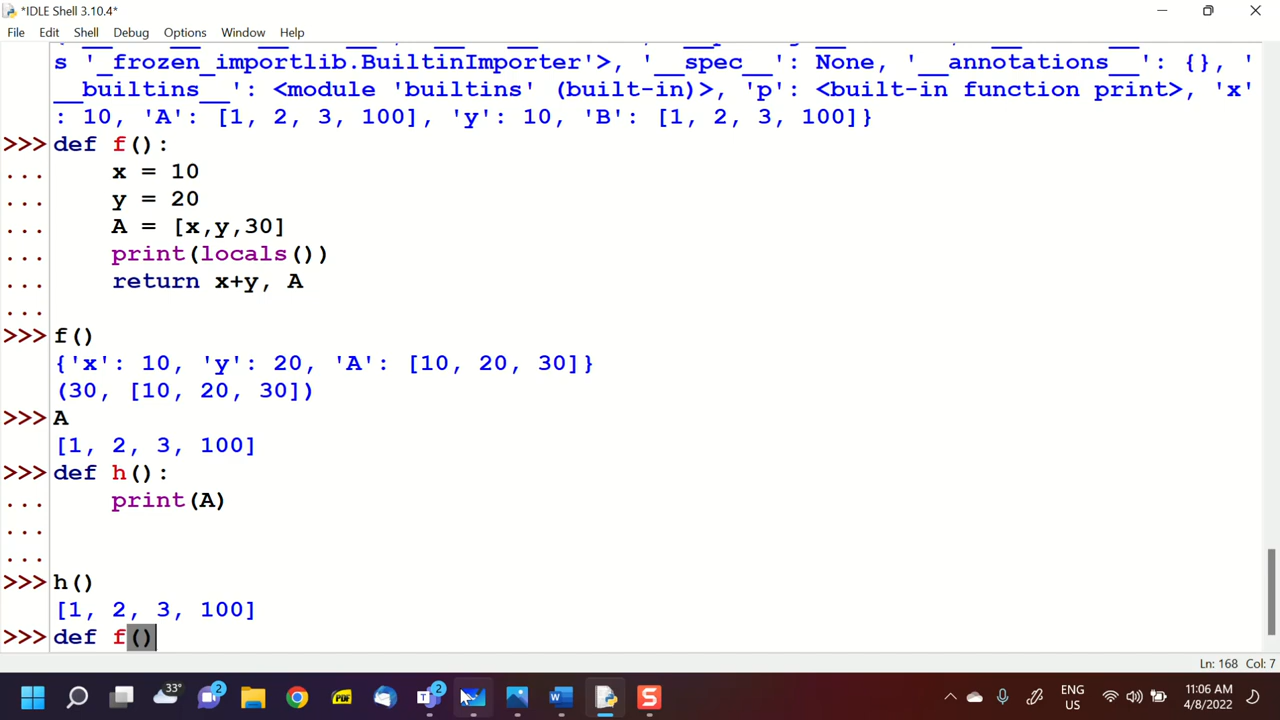 *IDLE Shell 3.10.4*
File Edit Shell Debug Options Window Help
s '_frozen_importlib.BuiltinImporter'>, '__spec__': None, '__annotations__': {}, '
__builtins__': <module 'builtins' (built-in)>, 'p': <built-in function print>, 'x'
: 10, 'A': [1, 2, 3, 100], 'y': 10, 'B': [1, 2, 3, 100]}
>>> def f():
... x = 10
... y = 20
... A = [x,y,30]
... print(locals())
... return x+y, A
...
>>> f()
{'x': 10, 'y': 20, 'A': [10, 20, 30]}
(30, [10, 20, 30])
>>> A
[1, 2, 3, 100]
>>> def h():
... print(A)
...
...
>>> h()
[1, 2, 3, 100]
>>> def f()
Ln: 168 Col: 7
33°
2
PDF
2
ENG
US
11:06 AM
4/8/2022